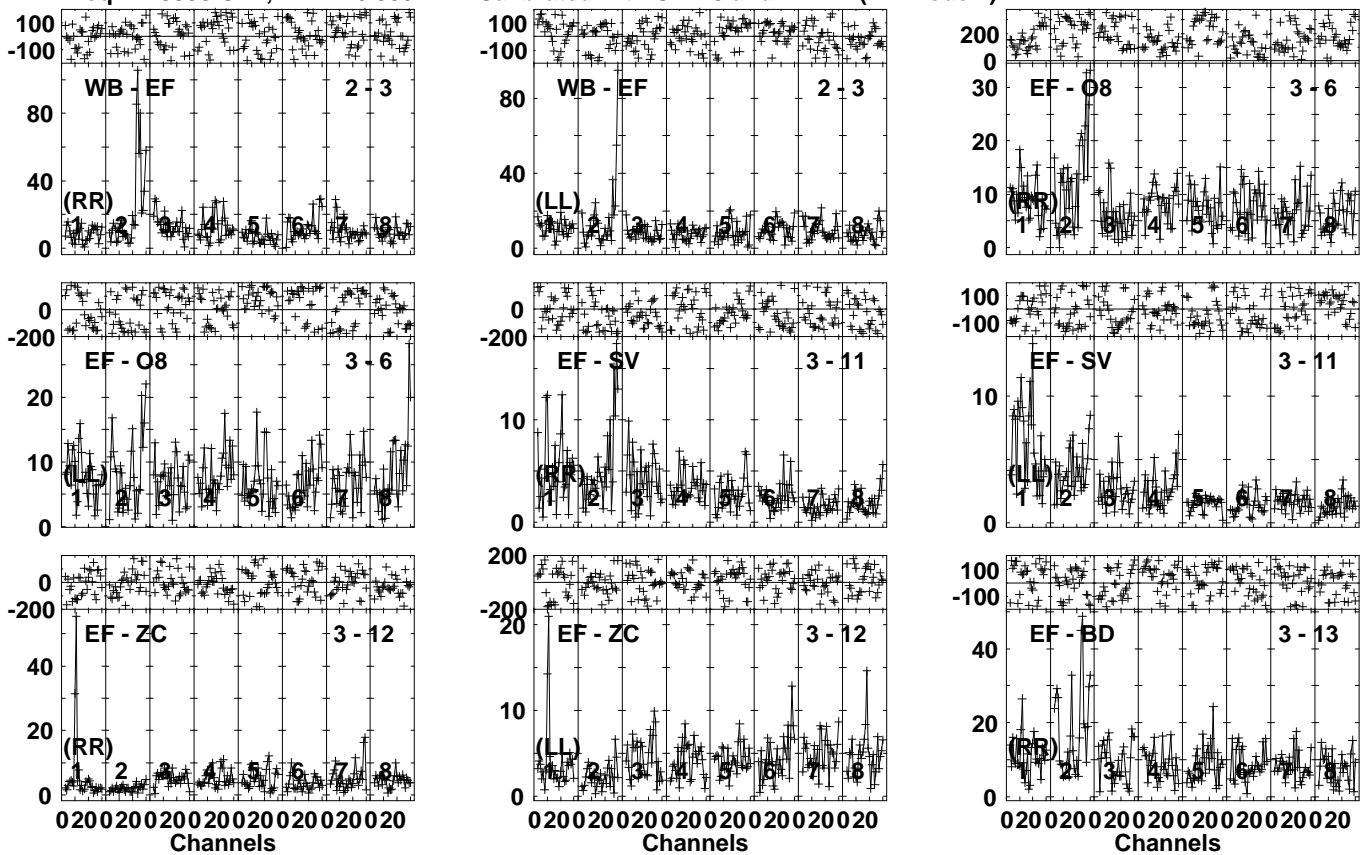 100
-100
WB - EF 2 - 3
80
40
0
(RR)
1 2 3 4 5 6 7 8
100
-100
WB - EF 2 - 3
80
40
0
(LL)
1 2 3 4 5 6 7 8
200
0
EF - O8 3 - 6
30
20
10
0
(RR)
1 2 3 4 5 6 7 8
0
-200
EF - O8 3 - 6
20
10
0
(LL)
1 2 3 4 5 6 7 8
0
-200
EF - SV 3 - 11
10
0
(RR)
1 2 3 4 5 6 7 8
100
-100
EF - SV 3 - 11
10
0
(LL)
1 2 3 4 5 6 7 8
0
-200
EF - ZC 3 - 12
40
20
0
(RR)
1 2 3 4 5 6 7 8
020020020020020020020020
Channels
200
0
-200
EF - ZC 3 - 12
20
10
0
(LL)
1 2 3 4 5 6 7 8
020020020020020020020020
Channels
100
-100
EF - BD 3 - 13
40
20
0
(RR)
1 2 3 4 5 6 7 8
020020020020020020020020
Channels